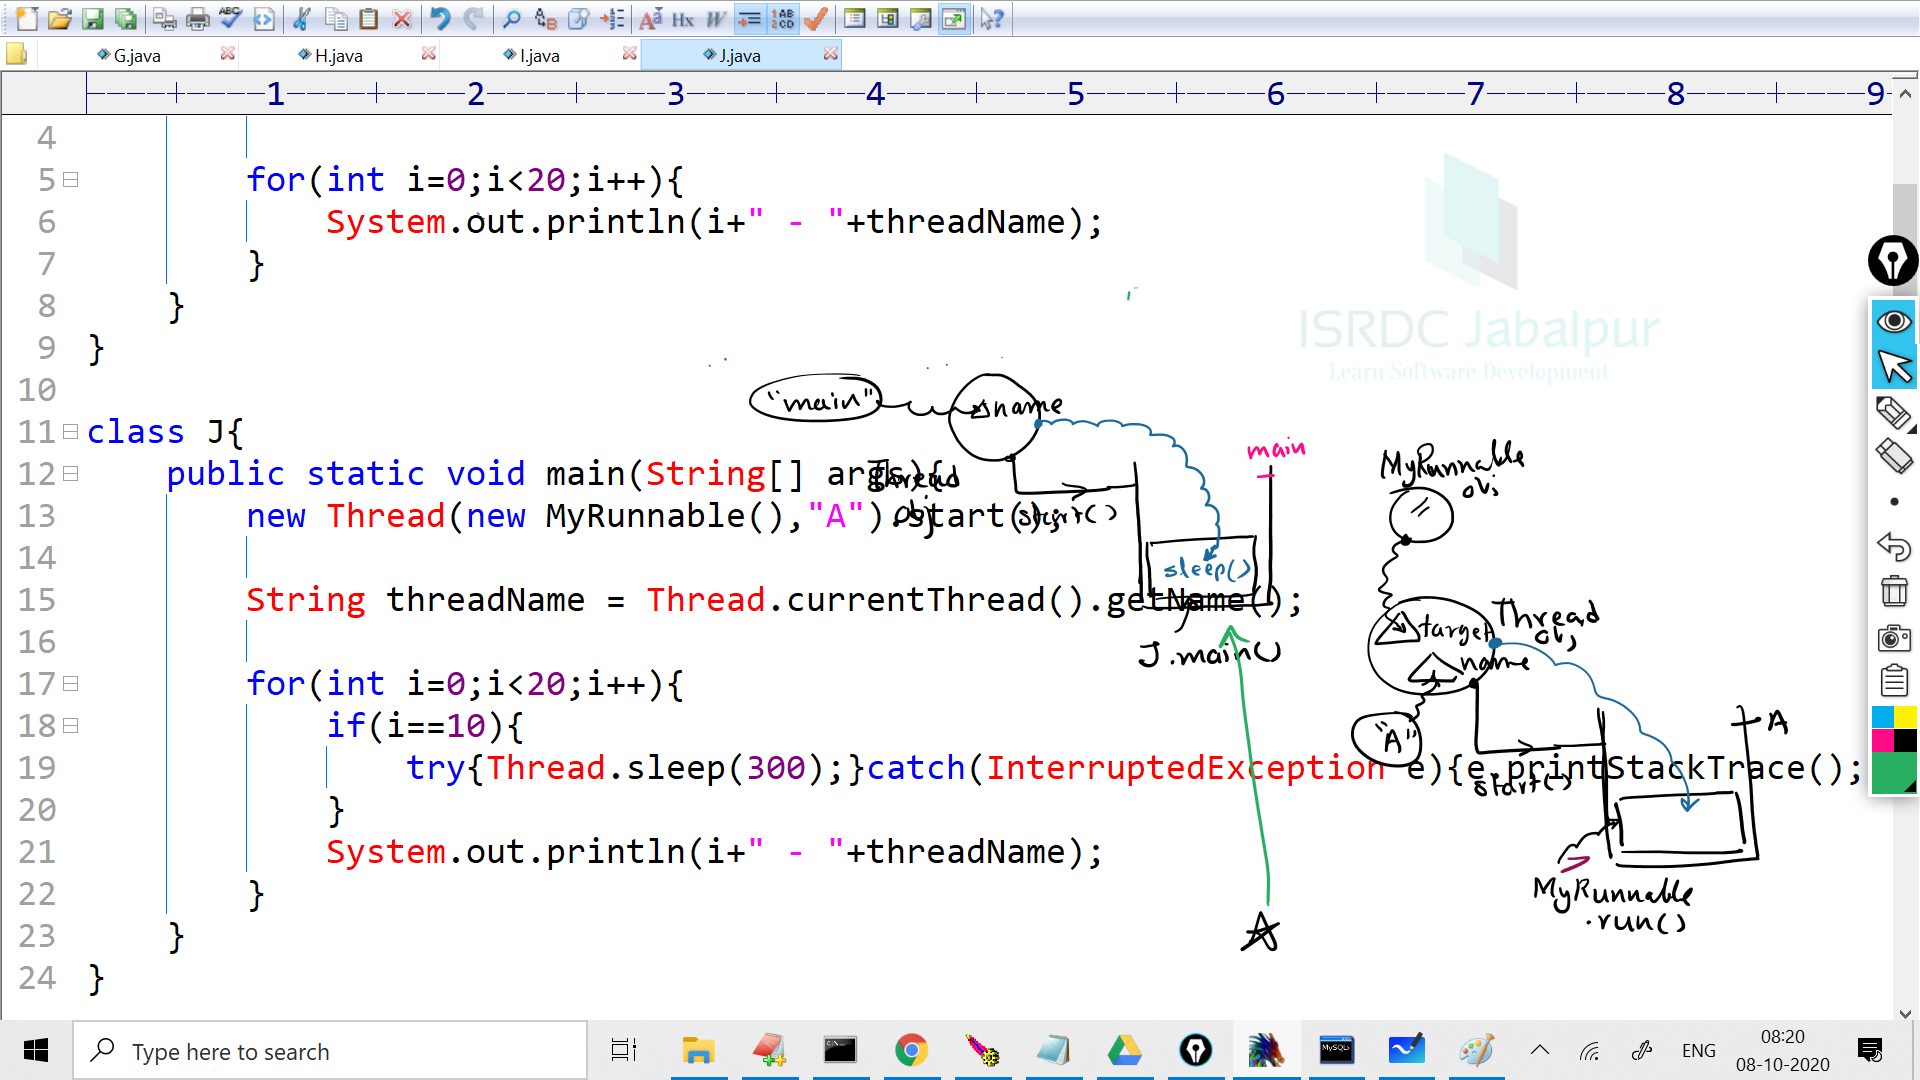 G.java H.java I.java J.java
1 2 3 4 5 6 7 8 9
4
5 for(int i=0;i<20;i++){
6 System.out.println(i+" - "+threadName);
7 }
8 }
9 }
10
11 class J{
12 public static void main(String[] args){
13 new Thread(new MyRunnable(),"A").start();
14
15 String threadName = Thread.currentThread().getName();
16
17 for(int i=0;i<20;i++){
18 if(i==10){
19 try{Thread.sleep(300);}catch(InterruptedException e){e.printStackTrace();
20 }
21 System.out.println(i+" - "+threadName);
22 }
23 }
24 }
ISRDC Jabalpur
Learn Software Development
"main"
name
Thread
obj
start()
main
sleep()
J.main()
A
MyRunnable
obj
target
name
Thread
obj
"A"
start()
A
MyRunnable
.run()
Type here to search
ENG
08:20
08-10-2020